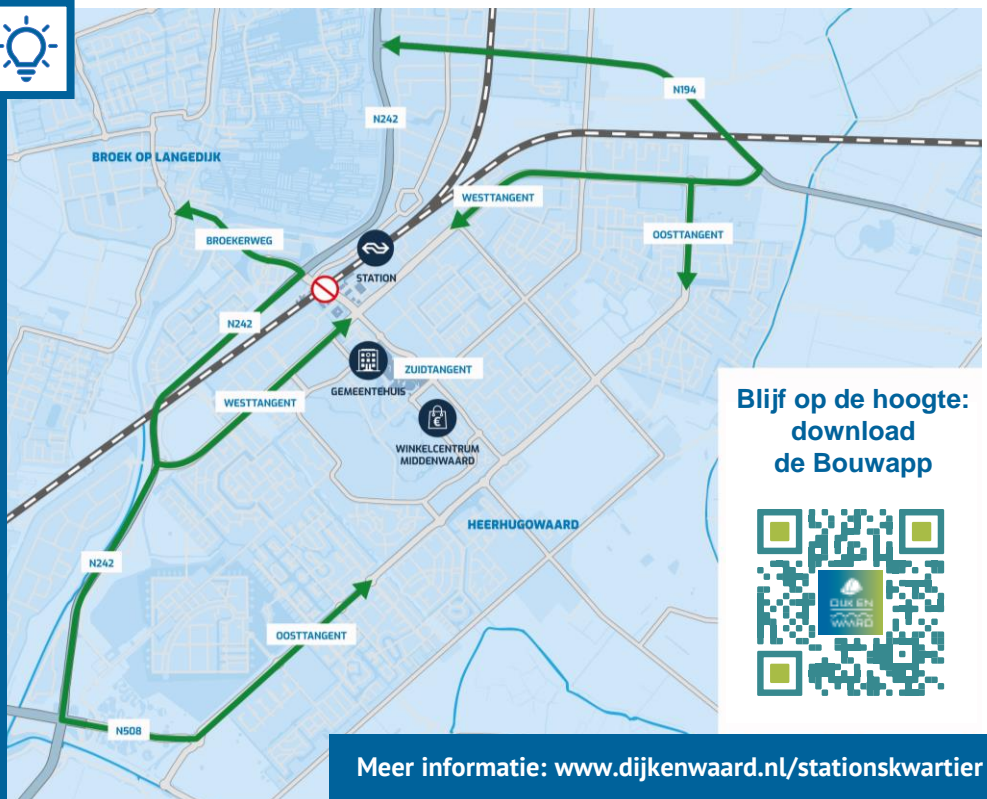 N194
N242
BROEK OP LANGEDIJK
WESTTANGENT
BROEKERWEG
OOSTTANGENT
STATION
N242
ZUIDTANGENT
GEMEENTEHUIS
WESTTANGENT
€
WINKELCENTRUM
MIDDENWAARD
Blijf op de hoogte:
download
de Bouwapp
HEERHUGOWAARD
N242
DIJK EN
WAARD
OOSTTANGENT
N508
Meer informatie: www.dijkenwaard.nl/stationskwartier